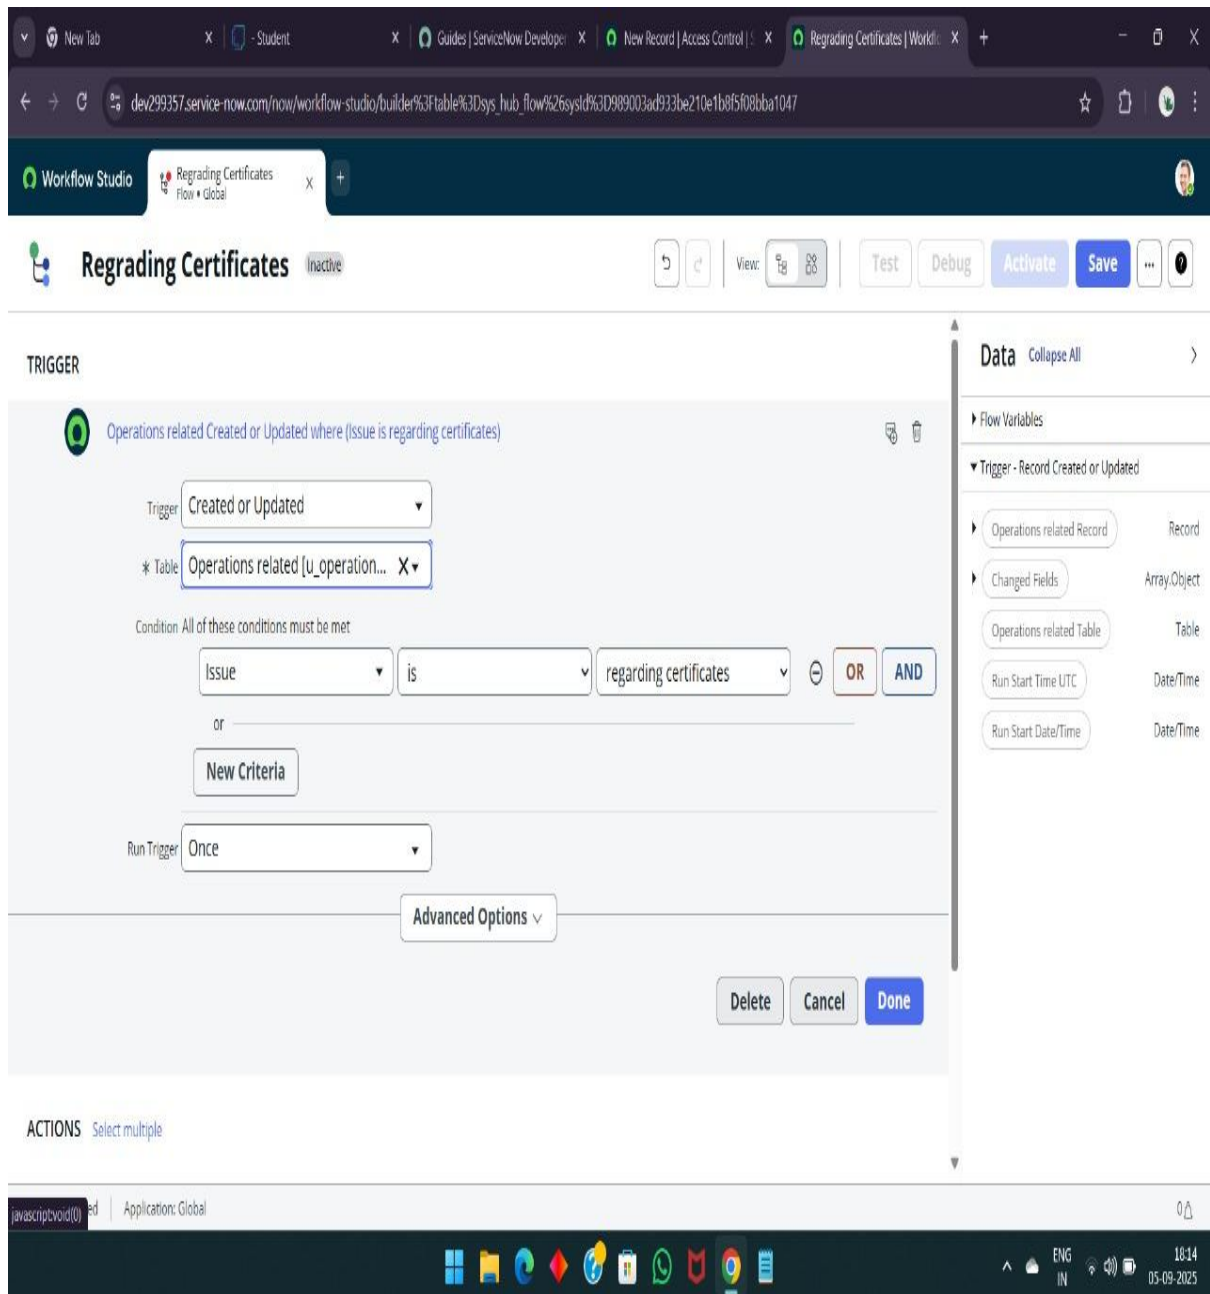 New Tab
- Student
Guides | ServiceNow Developer
New Record | Access Control | S
Regrading Certificates | Workfl
dev299357.service-now.com/now/workflow-studio/builder%3Ftable%3Dsys_hub_flow%26sysId%3D989003ad933be210e1b8f5f08bba1047
Workflow Studio
Regrading Certificates
Flow • Global
Regrading Certificates Inactive
View:
Test Debug Activate Save
TRIGGER
Operations related Created or Updated where (Issue is regarding certificates)
Trigger Created or Updated
* Table Operations related [u_operation...
Condition All of these conditions must be met
Issue is regarding certificates OR AND
or
New Criteria
Run Trigger Once
Advanced Options
Delete Cancel Done
ACTIONS Select multiple
Data Collapse All
Flow Variables
Trigger - Record Created or Updated
Operations related Record Record
Changed Fields Array.Object
Operations related Table Table
Run Start Time UTC Date/Time
Run Start Date/Time Date/Time
javascript:void(0) ed Application: Global 0
ENG
IN
18:14
05-09-2025